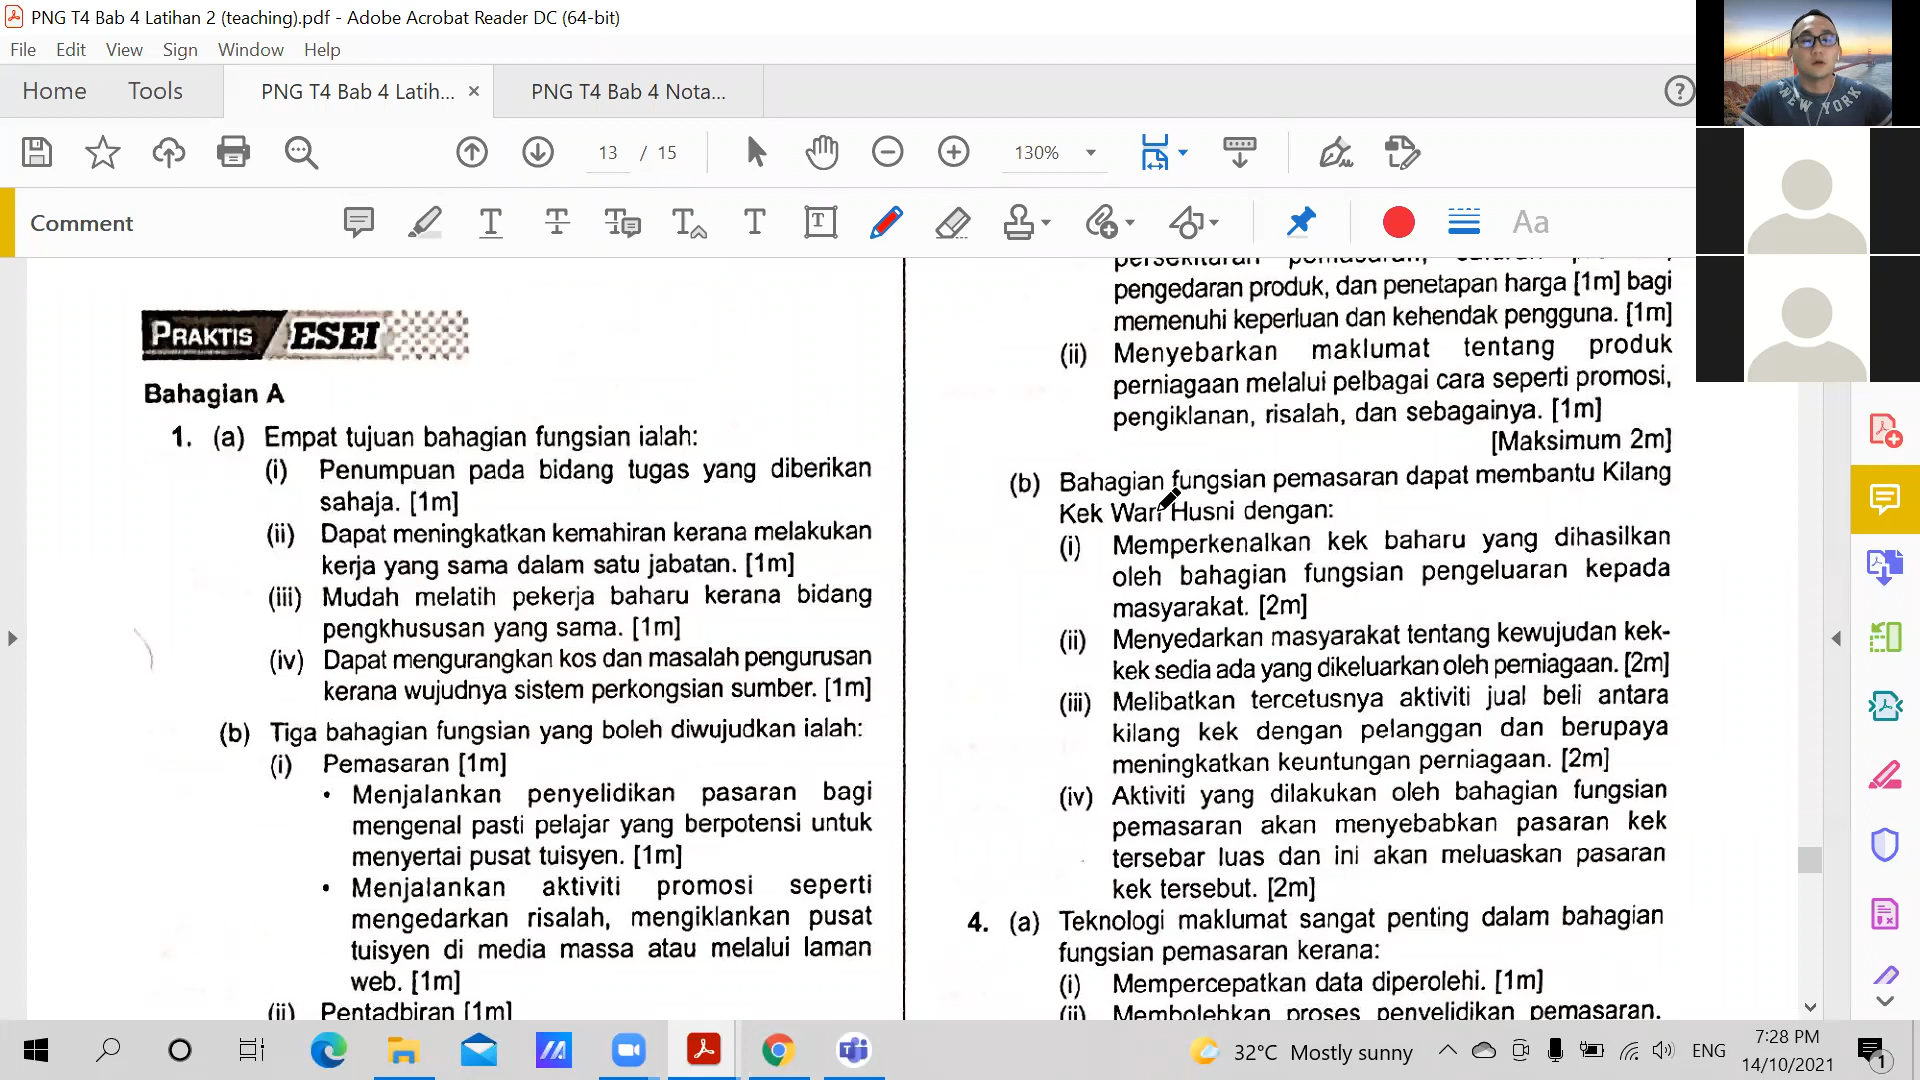 PNG T4 Bab 4 Latihan 2 (teaching).pdf - Adobe Acrobat Reader DC (64-bit)
File Edit View Sign Window Help
Home Tools PNG T4 Bab 4 Latih... × PNG T4 Bab 4 Nota...
13 / 15 130%
Comment Aa
PRAKTIS ESEI
Bahagian A
1. (a) Empat tujuan bahagian fungsian ialah:
(i) Penumpuan pada bidang tugas yang diberikan
sahaja. [1m]
(ii) Dapat meningkatkan kemahiran kerana melakukan
kerja yang sama dalam satu jabatan. [1m]
(iii) Mudah melatih pekerja baharu kerana bidang
pengkhususan yang sama. [1m]
(iv) Dapat mengurangkan kos dan masalah pengurusan
kerana wujudnya sistem perkongsian sumber. [1m]
(b) Tiga bahagian fungsian yang boleh diwujudkan ialah:
(i) Pemasaran [1m]
• Menjalankan penyelidikan pasaran bagi
mengenal pasti pelajar yang berpotensi untuk
menyertai pusat tuisyen. [1m]
• Menjalankan aktiviti promosi seperti
mengedarkan risalah, mengiklankan pusat
tuisyen di media massa atau melalui laman
web. [1m]
(ii) Pentadbiran [1m]
persekitaran pemasaran,
pengedaran produk, dan penetapan harga [1m] bagi
memenuhi keperluan dan kehendak pengguna. [1m]
(ii) Menyebarkan maklumat tentang produk
perniagaan melalui pelbagai cara seperti promosi,
pengiklanan, risalah, dan sebagainya. [1m]
[Maksimum 2m]
(b) Bahagian fungsian pemasaran dapat membantu Kilang
Kek Wan Husni dengan:
(i) Memperkenalkan kek baharu yang dihasilkan
oleh bahagian fungsian pengeluaran kepada
masyarakat. [2m]
(ii) Menyedarkan masyarakat tentang kewujudan kek-
kek sedia ada yang dikeluarkan oleh perniagaan. [2m]
(iii) Melibatkan tercetusnya aktiviti jual beli antara
kilang kek dengan pelanggan dan berupaya
meningkatkan keuntungan perniagaan. [2m]
(iv) Aktiviti yang dilakukan oleh bahagian fungsian
pemasaran akan menyebabkan pasaran kek
tersebar luas dan ini akan meluaskan pasaran
kek tersebut. [2m]
4. (a) Teknologi maklumat sangat penting dalam bahagian
fungsian pemasaran kerana:
(i) Mempercepatkan data diperolehi. [1m]
(ii) Membolehkan proses penyelidikan pemasaran.
NEW YORK
32°C Mostly sunny ENG
7:28 PM
14/10/2021
1